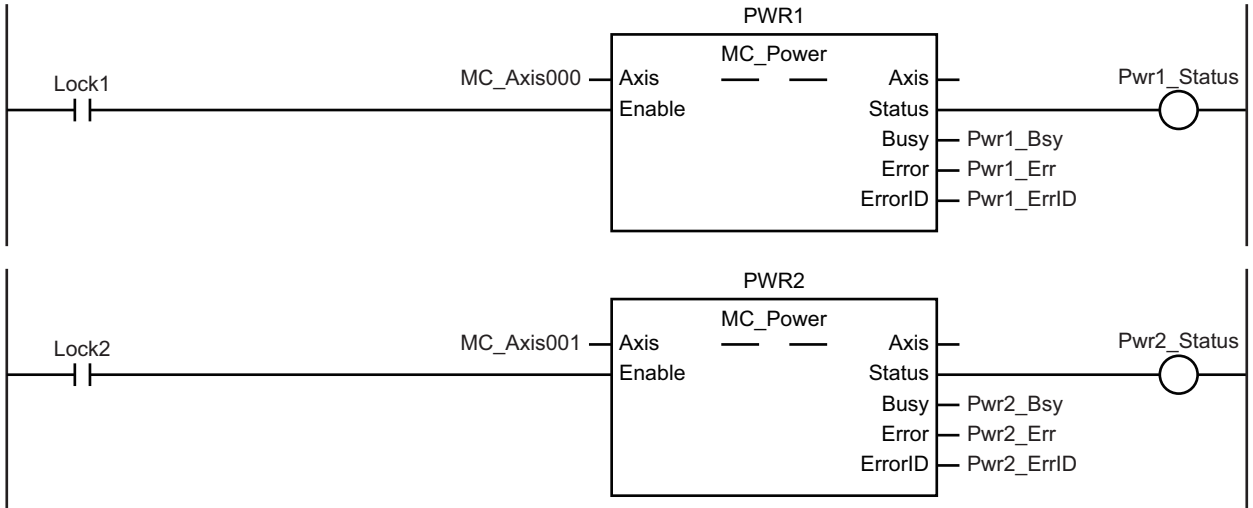 PWR1
MC_Power
Lock1
MC_Axis000
Axis
Axis
Pwr1_Status
Enable
Status
Busy
Pwr1_Bsy
Error
Pwr1_Err
ErrorID
Pwr1_ErrID
PWR2
MC_Power
Lock2
MC_Axis001
Axis
Axis
Pwr2_Status
Enable
Status
Busy
Pwr2_Bsy
Error
Pwr2_Err
ErrorID
Pwr2_ErrID